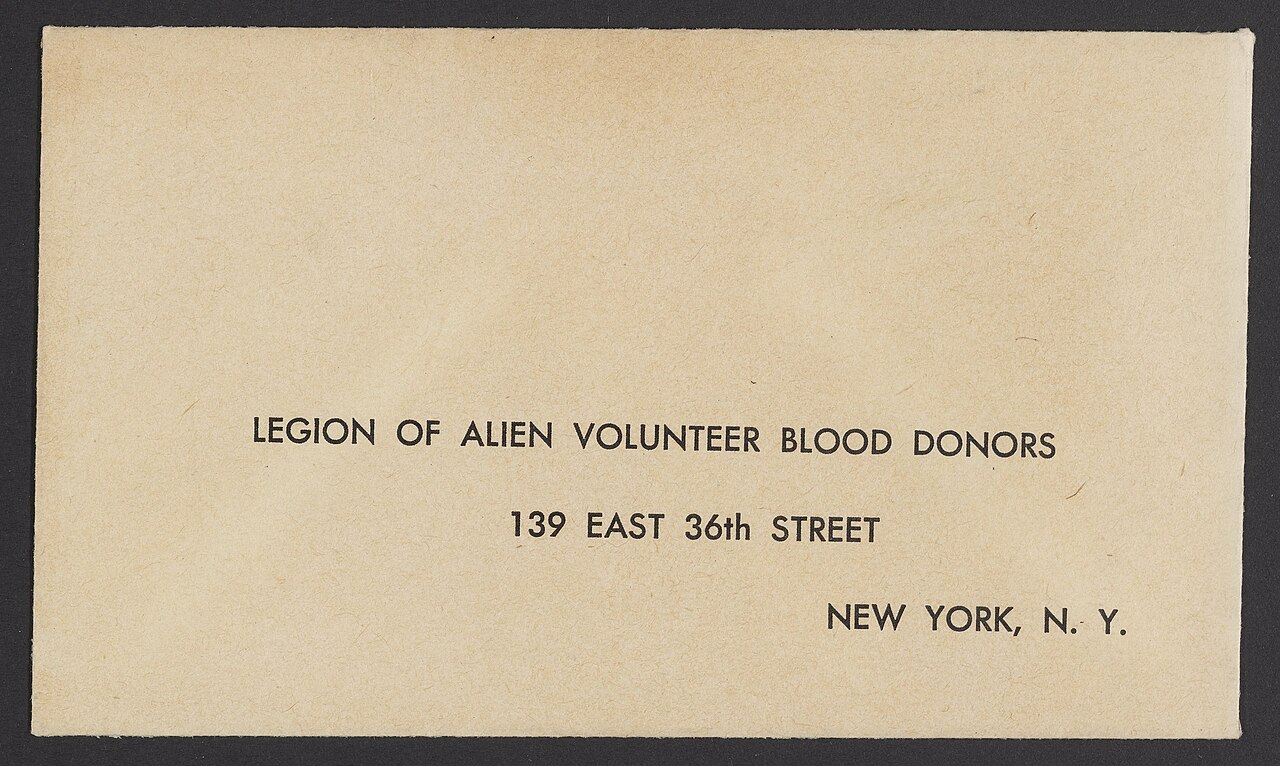 LEGION OF ALIEN VOLUNTEER BLOOD DONORS
139 EAST 36th STREET
NEW YORK, N. Y.